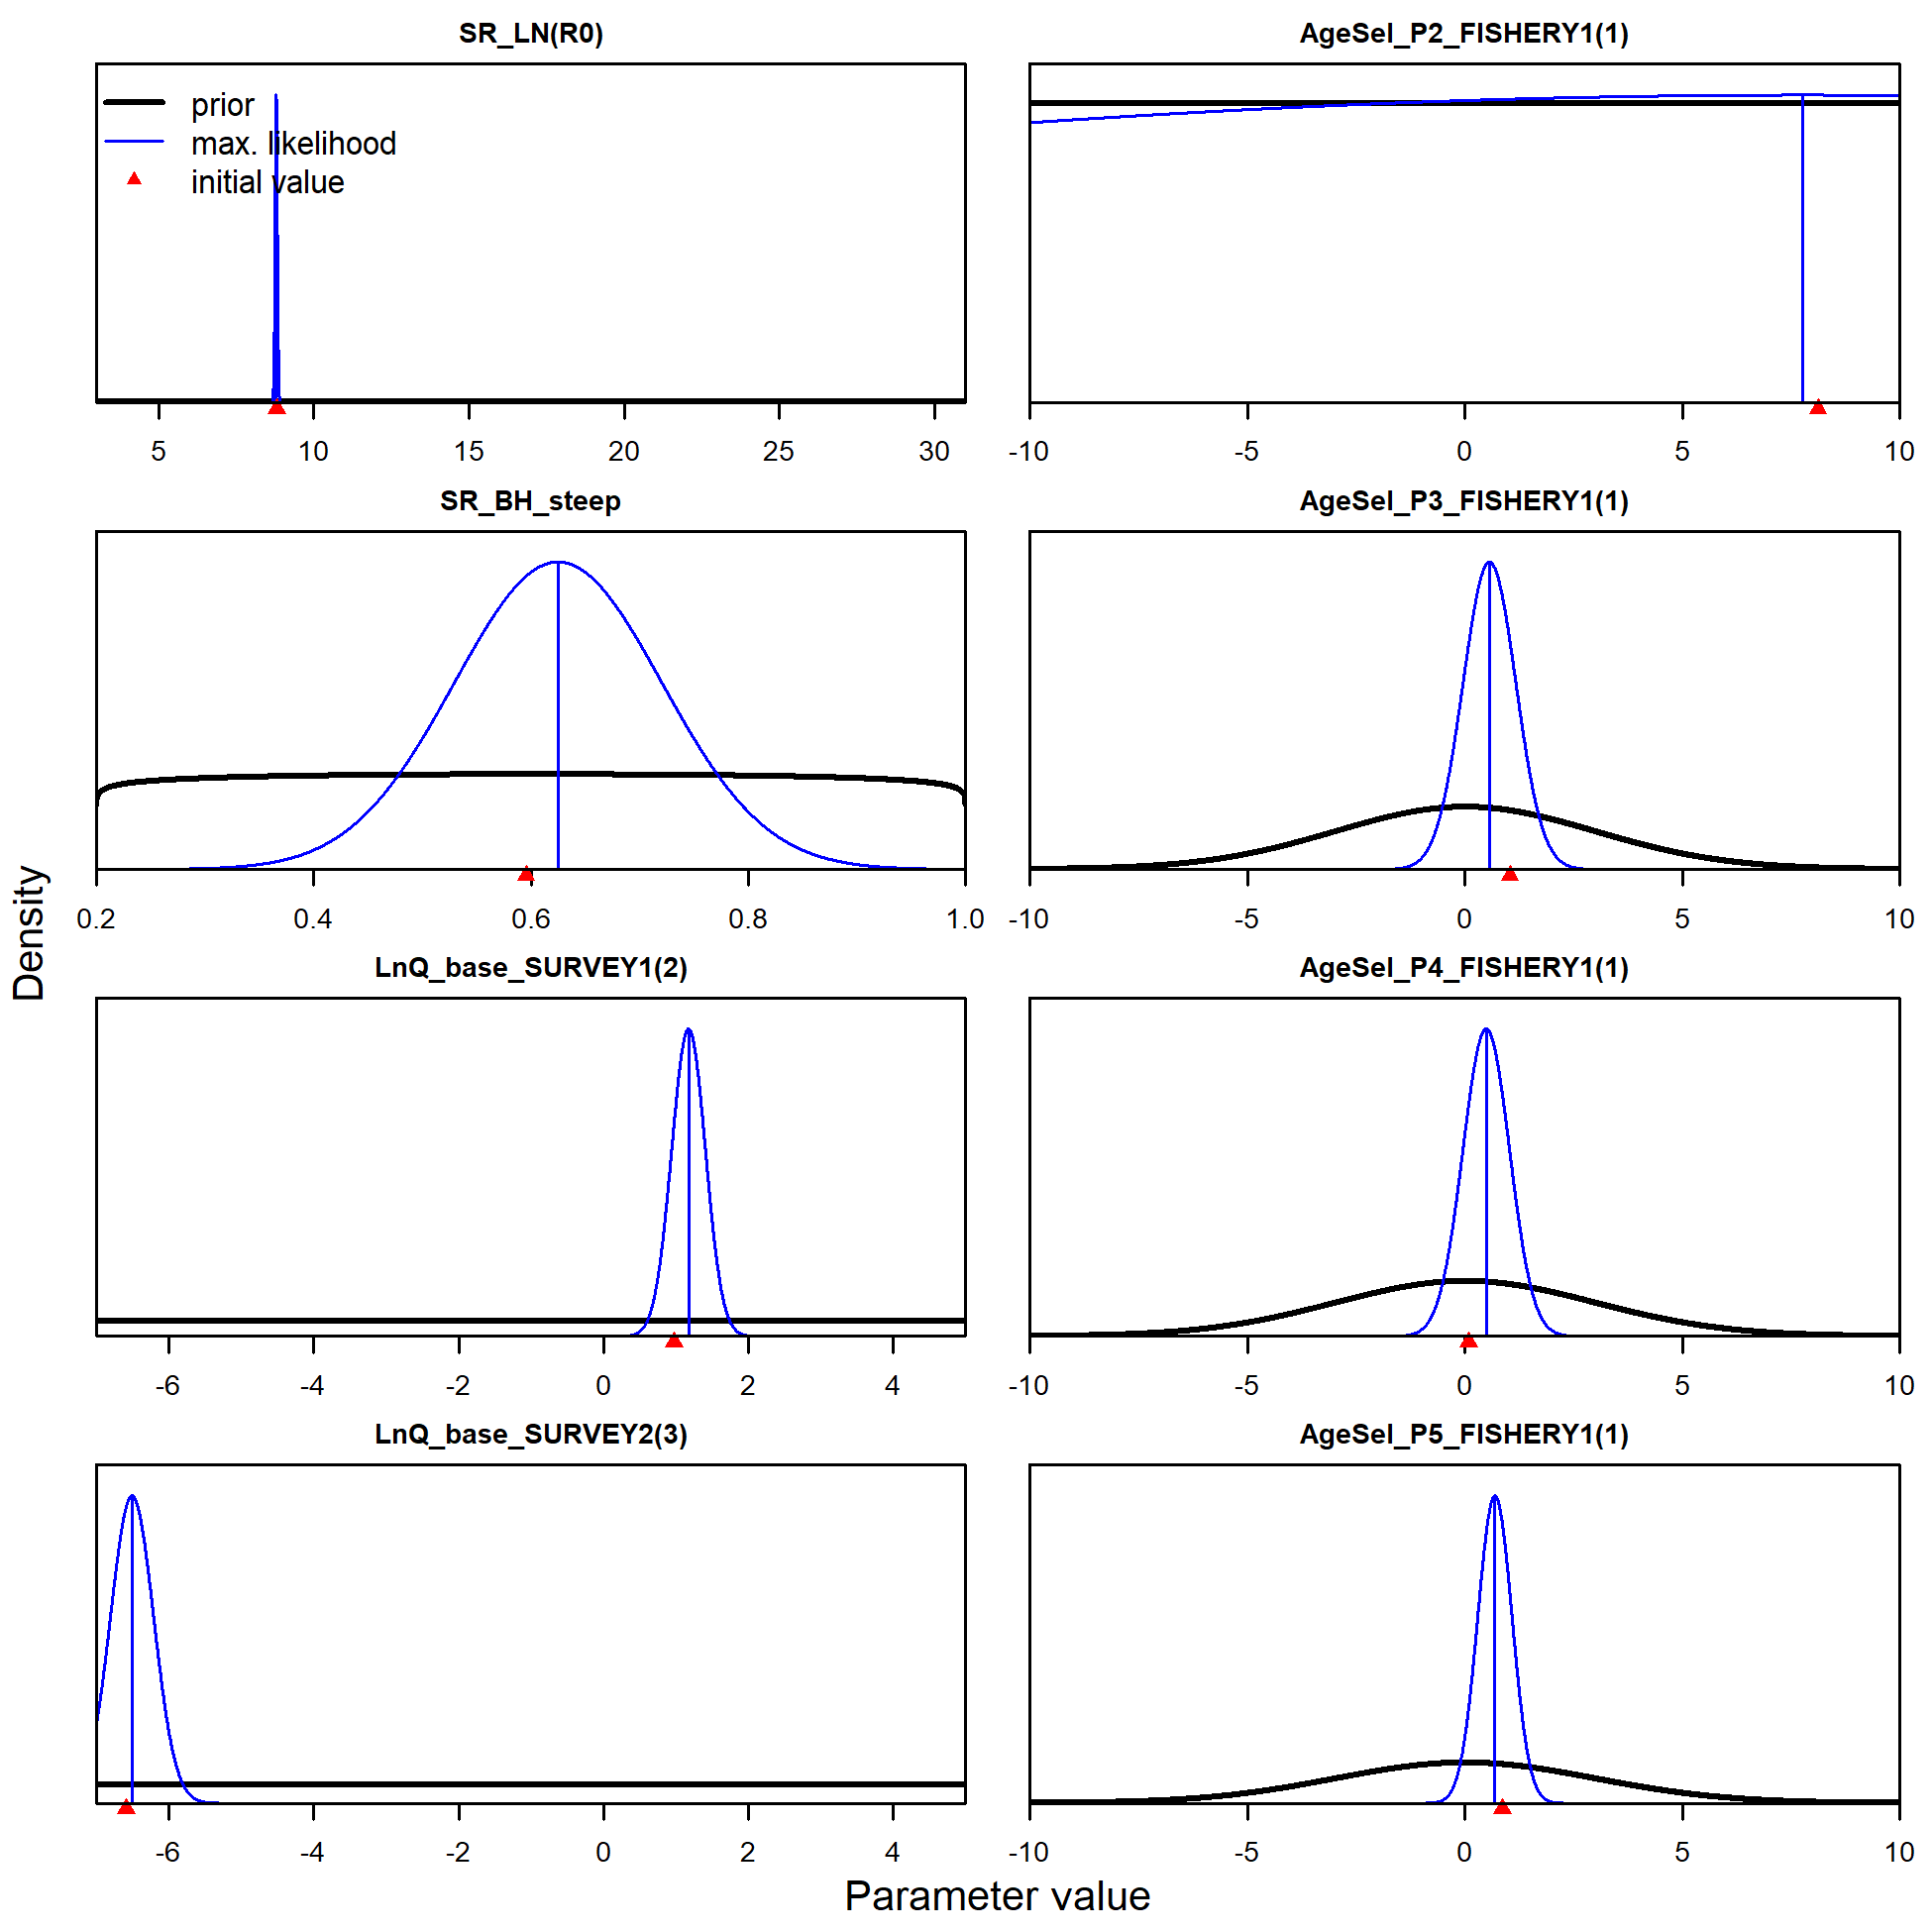 SR_LN(R0)
prior
max. likelihood
initial value
5 10 15 20 25 30
AgeSel_P2_FISHERY1(1)
-10 -5 0 5 10
SR_BH_steep
0.2 0.4 0.6 0.8 1.0
AgeSel_P3_FISHERY1(1)
-10 -5 0 5 10
LnQ_base_SURVEY1(2)
-6 -4 -2 0 2 4
AgeSel_P4_FISHERY1(1)
-10 -5 0 5 10
LnQ_base_SURVEY2(3)
-6 -4 -2 0 2 4
AgeSel_P5_FISHERY1(1)
-10 -5 0 5 10
Density
Parameter value